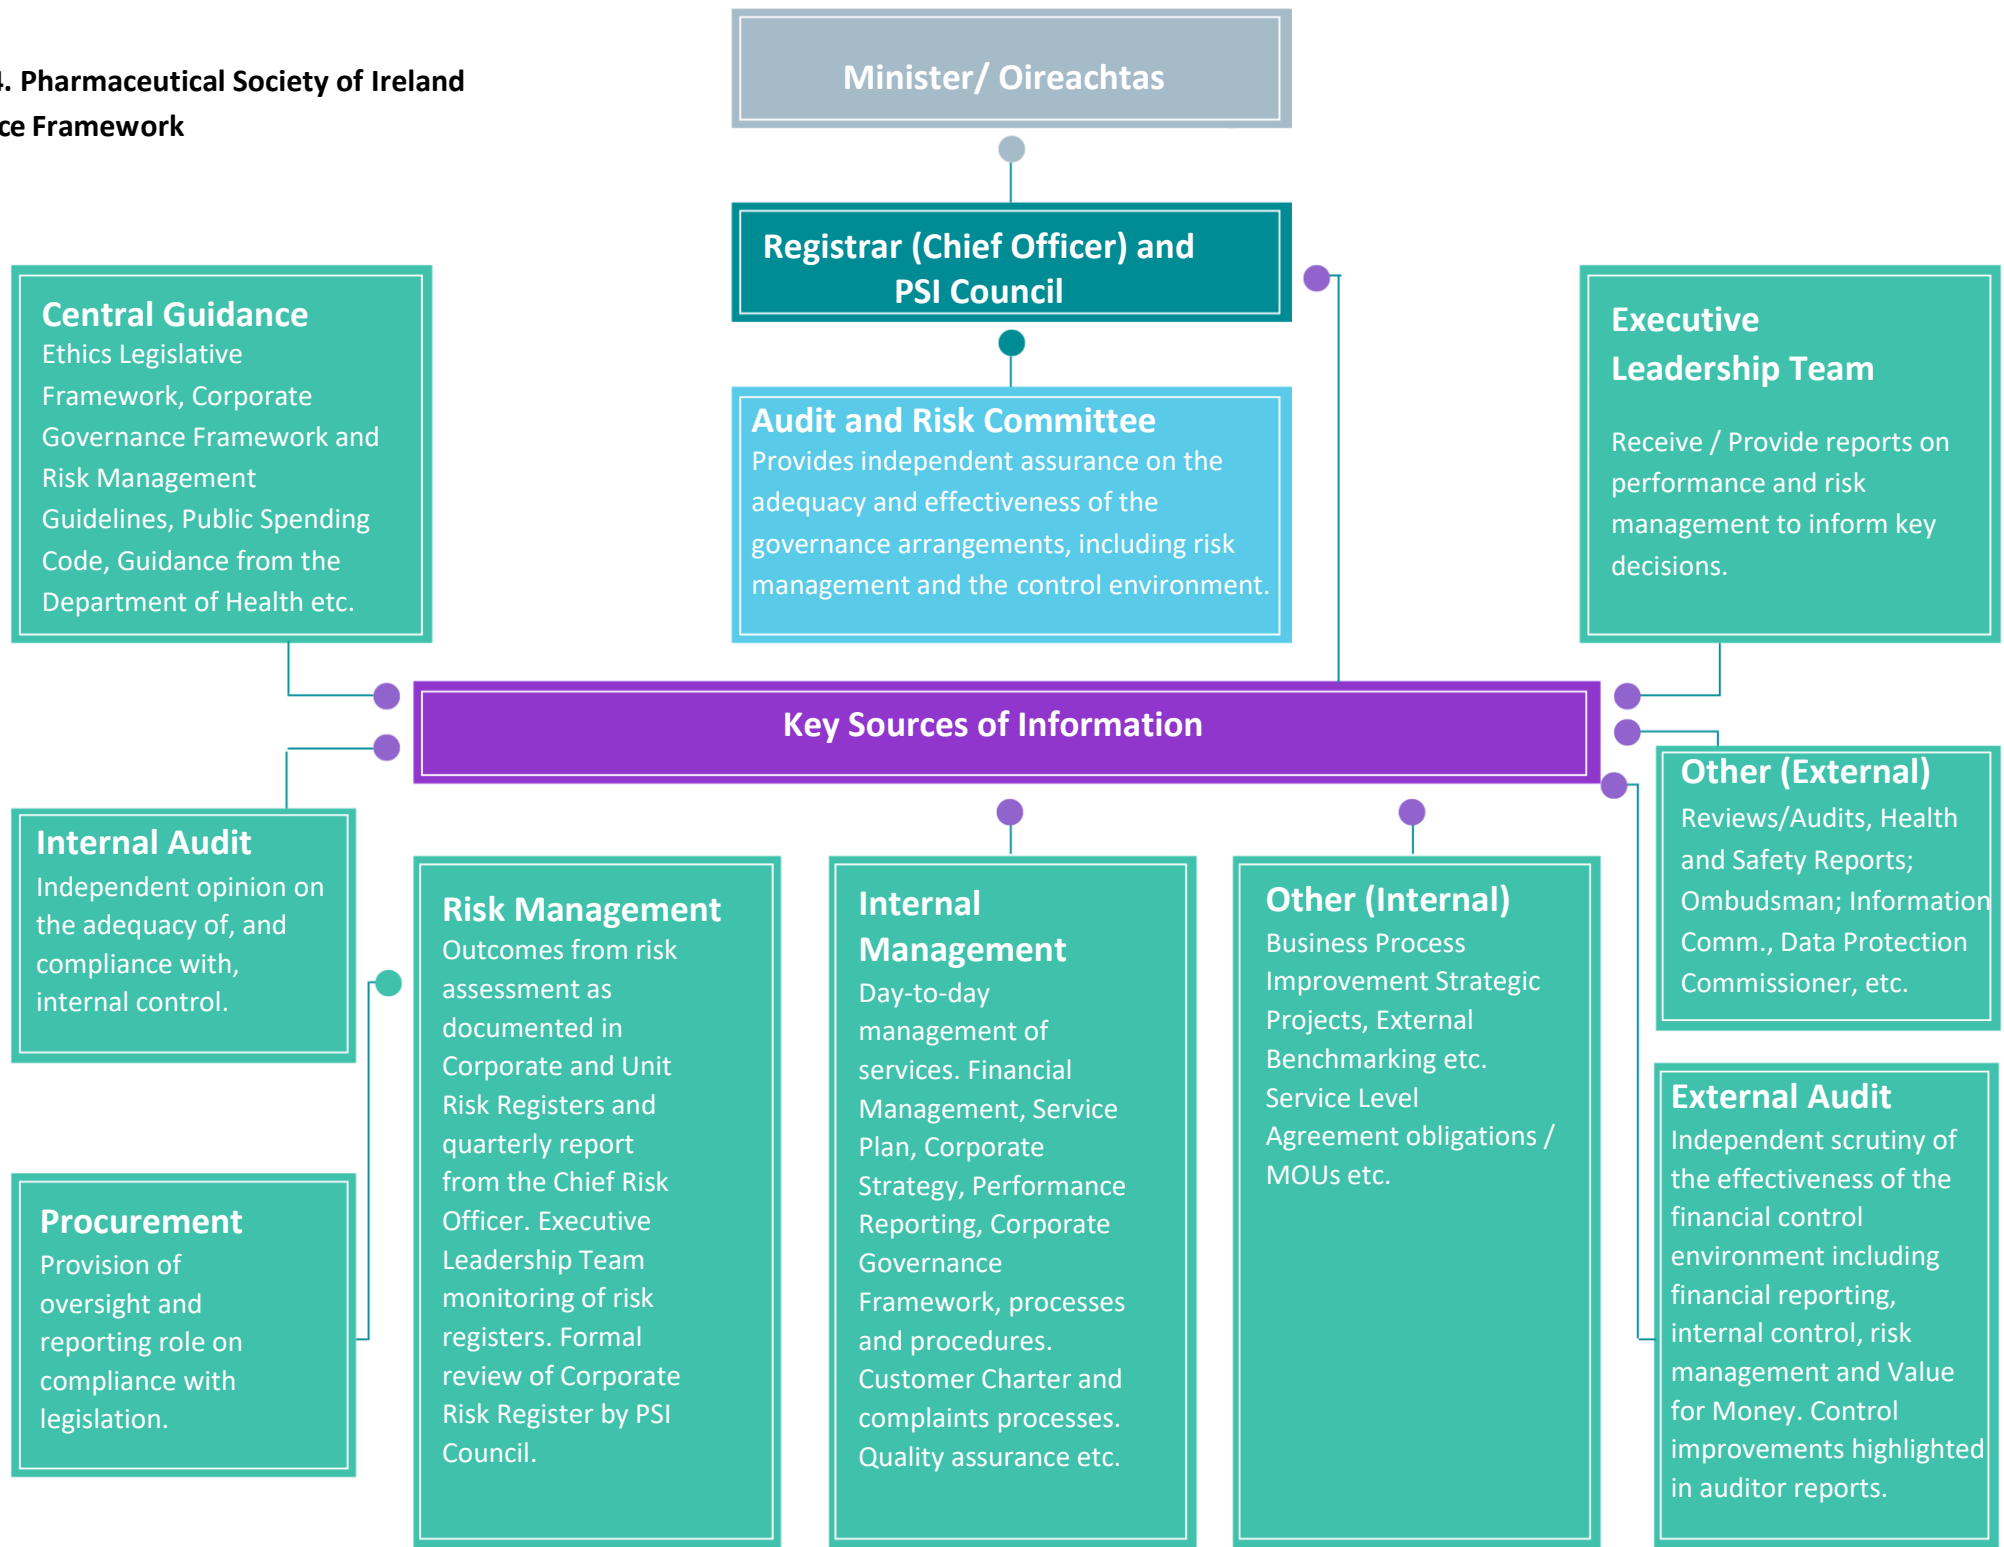 4. Pharmaceutical Society of Ireland
ce Framework
Minister/ Oireachtas
Registrar (Chief Officer) and
PSI Council
Central Guidance
Ethics Legislative
Framework, Corporate
Governance Framework and
Risk Management
Guidelines, Public Spending
Code, Guidance from the
Department of Health etc.
Audit and Risk Committee
Provides independent assurance on the
adequacy and effectiveness of the
governance arrangements, including risk
management and the control environment.
Executive
Leadership Team
Receive / Provide reports on
performance and risk
management to inform key
decisions.
Key Sources of Information
Internal Audit
Independent opinion on
the adequacy of, and
compliance with,
internal control.
Procurement
Provision of
oversight and
reporting role on
compliance with
legislation.
Risk Management
Outcomes from risk
assessment as
documented in
Corporate and Unit
Risk Registers and
quarterly report
from the Chief Risk
Officer. Executive
Leadership Team
monitoring of risk
registers. Formal
review of Corporate
Risk Register by PSI
Council.
Internal
Management
Day-to-day
management of
services. Financial
Management, Service
Plan, Corporate
Strategy, Performance
Reporting, Corporate
Governance
Framework, processes
and procedures.
Customer Charter and
complaints processes.
Quality assurance etc.
Other (Internal)
Business Process
Improvement Strategic
Projects, External
Benchmarking etc.
Service Level
Agreement obligations /
MOUs etc.
Other (External)
Reviews/Audits, Health
and Safety Reports;
Ombudsman; Information
Comm., Data Protection
Commissioner, etc.
External Audit
Independent scrutiny of
the effectiveness of the
financial control
environment including
financial reporting,
internal control, risk
management and Value
for Money. Control
improvements highlighted
in auditor reports.